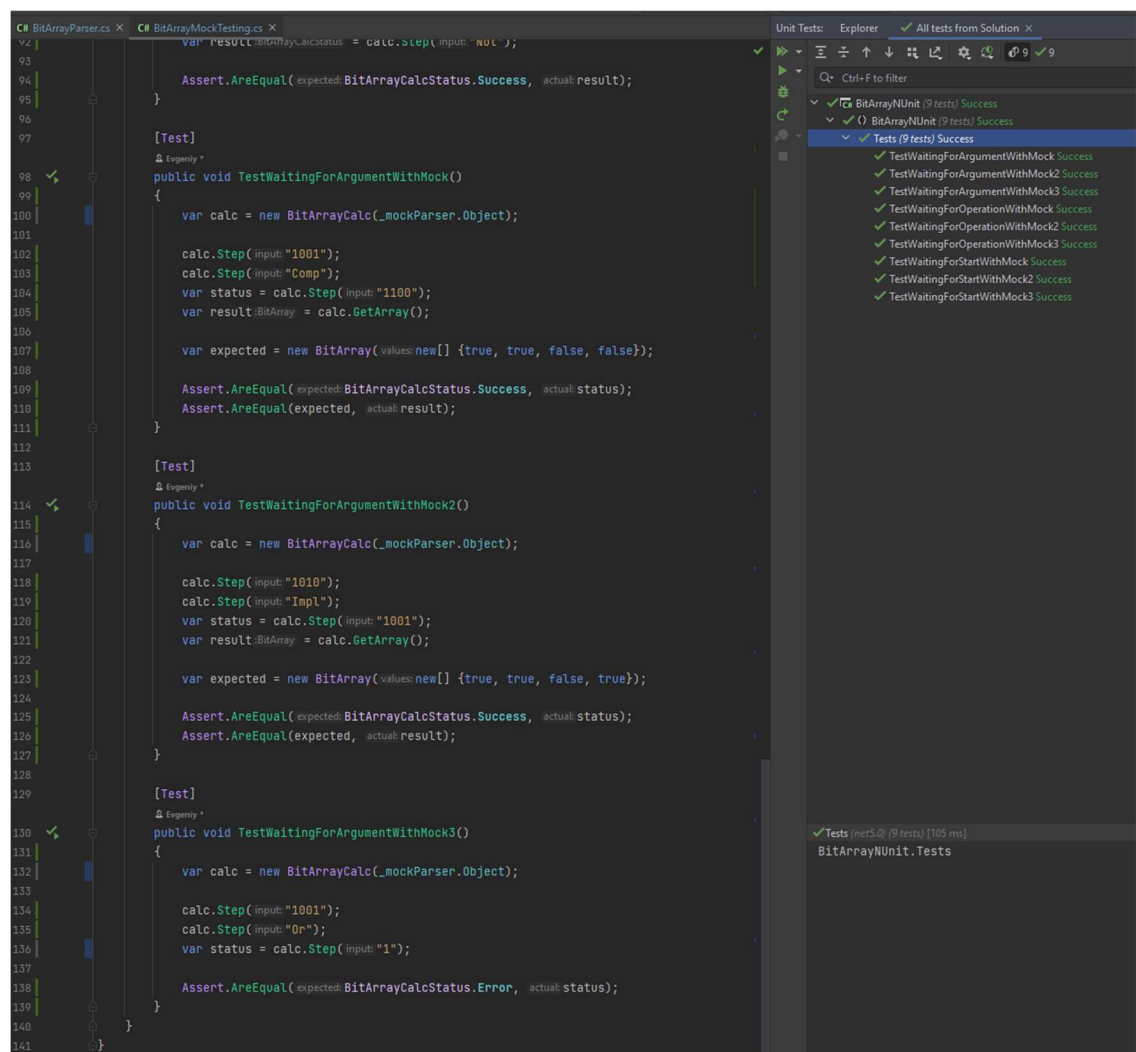 C# BitArrayParser.cs × C# BitArrayMockTesting.cs ×
92 var result :BitArrayCalcStatus = calc.Step( input: "Not");
93
94 Assert.AreEqual( expected: BitArrayCalcStatus.Success, actual: result);
95 }
96
97 [Test]
Evgeniy *
98 public void TestWaitingForArgumentWithMock()
99 {
100 var calc = new BitArrayCalc(_mockParser.Object);
101
102 calc.Step( input: "1001");
103 calc.Step( input: "Comp");
104 var status = calc.Step( input: "1100");
105 var result :BitArray = calc.GetArray();
106
107 var expected = new BitArray( values: new[] {true, true, false, false});
108
109 Assert.AreEqual( expected: BitArrayCalcStatus.Success, actual: status);
110 Assert.AreEqual(expected, actual: result);
111 }
112
113 [Test]
Evgeniy *
114 public void TestWaitingForArgumentWithMock2()
115 {
116 var calc = new BitArrayCalc(_mockParser.Object);
117
118 calc.Step( input: "1010");
119 calc.Step( input: "Impl");
120 var status = calc.Step( input: "1001");
121 var result :BitArray = calc.GetArray();
122
123 var expected = new BitArray( values: new[] {true, true, false, true});
124
125 Assert.AreEqual( expected: BitArrayCalcStatus.Success, actual: status);
126 Assert.AreEqual(expected, actual: result);
127 }
128
129 [Test]
Evgeniy *
130 public void TestWaitingForArgumentWithMock3()
131 {
132 var calc = new BitArrayCalc(_mockParser.Object);
133
134 calc.Step( input: "1001");
135 calc.Step( input: "Or");
136 var status = calc.Step( input: "1");
137
138 Assert.AreEqual( expected: BitArrayCalcStatus.Error, actual: status);
139 }
140 }
141 }
Unit Tests: Explorer All tests from Solution ×
9 9
Ctrl+F to filter
C# BitArrayNUnit (9 tests) Success
BitArrayNUnit (9 tests) Success
Tests (9 tests) Success
TestWaitingForArgumentWithMock Success
TestWaitingForArgumentWithMock2 Success
TestWaitingForArgumentWithMock3 Success
TestWaitingForOperationWithMock Success
TestWaitingForOperationWithMock2 Success
TestWaitingForOperationWithMock3 Success
TestWaitingForStartWithMock Success
TestWaitingForStartWithMock2 Success
TestWaitingForStartWithMock3 Success
Tests (net5.0) (9 tests) [105 ms]
BitArrayNUnit.Tests